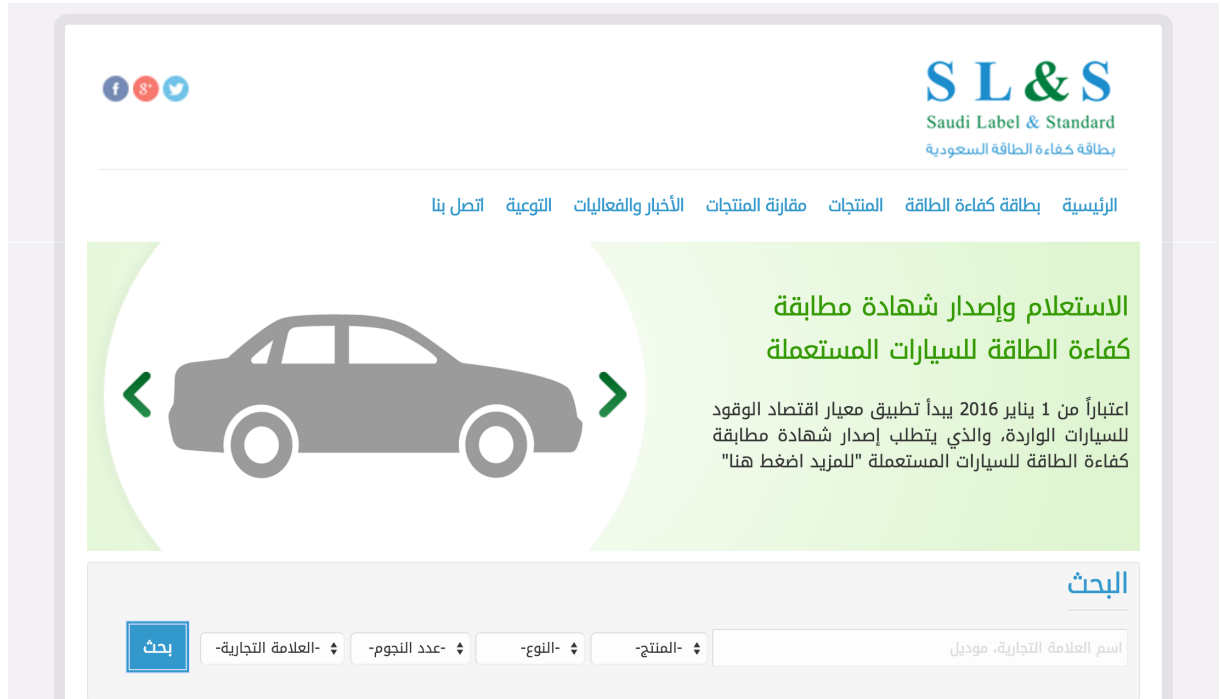 S L & S
Saudi Label & Standard
بطاقة كفاءة الطاقة السعودية
الرئيسية بطاقة كفاءة الطاقة المنتجات مقارنة المنتجات الأخبار والفعاليات التوعية اتصل بنا
الاستعلام وإصدار شهادة مطابقة
كفاءة الطاقة للسيارات المستعملة
اعتباراً من 1 يناير 2016 يبدأ تطبيق معيار اقتصاد الوقود
للسيارات الواردة، والذي يتطلب إصدار شهادة مطابقة
كفاءة الطاقة للسيارات المستعملة "للمزيد اضغط هنا"
البحث
اسم العلامة التجارية، موديل -المنتج- -النوع- -عدد النجوم- -العلامة التجارية- بحث